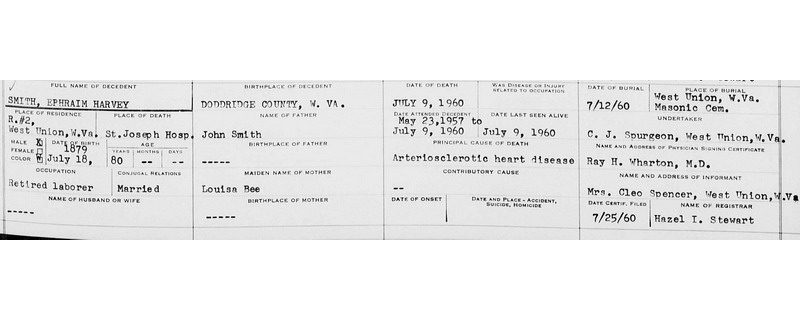 FULL NAME OF DECEDENT
SMITH, EPHRAIM HARVEY
PLACE OF RESIDENCE PLACE OF DEATH
R.#2,
West Union, W.Va. St.Joseph Hosp.
MALE X DATE OF BIRTH AGE
FEMALE 1879 YEARS MONTHS DAYS
COLOR W July 18, 80 -- --
OCCUPATION CONJUGAL RELATIONS
Retired laborer Married
NAME OF HUSBAND OR WIFE
-----
BIRTHPLACE OF DECEDENT
DODDRIDGE COUNTY, W. VA.
NAME OF FATHER
John Smith
BIRTHPLACE OF FATHER
-----
MAIDEN NAME OF MOTHER
Louisa Bee
BIRTHPLACE OF MOTHER
-----
DATE OF DEATH WAS DISEASE OR INJURY
RELATED TO OCCUPATION
JULY 9, 1960
DATE ATTENDED DECEDENT DATE LAST SEEN ALIVE
May 23,1957 to
July 9, 1960 July 9, 1960
PRINCIPAL CAUSE OF DEATH
Arteriosclerotic heart disease
CONTRIBUTORY CAUSE
--
DATE OF ONSET DATE AND PLACE - ACCIDENT,
SUICIDE, HOMICIDE
DATE OF BURIAL PLACE OF BURIAL
West Union, W.Va.
7/12/60 Masonic Cem.
UNDERTAKER
C. J. Spurgeon, West Union,W.Va.
NAME AND ADDRESS OF PHYSICIAN SIGNING CERTIFICATE
Ray H. Wharton, M.D.
NAME AND ADDRESS OF INFORMANT
Mrs. Cleo Spencer, West Union,W.Va
DATE CERTIF. FILED NAME OF REGISTRAR
7/25/60 Hazel I. Stewart